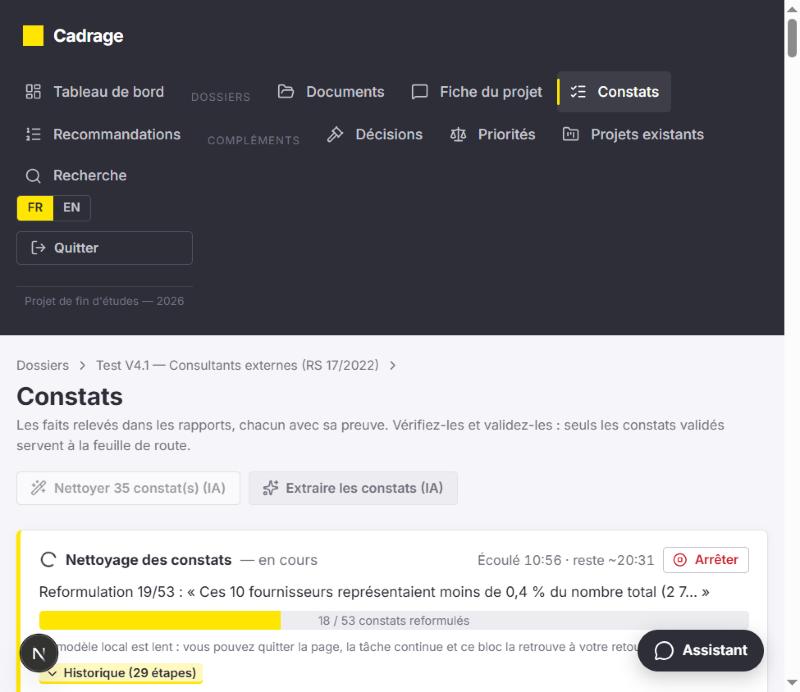 Cadrage
Tableau de bord
DOSSIERS
Documents
Fiche du projet
Constats
Recommandations
COMPLÉMENTS
Décisions
Priorités
Projets existants
Recherche
FR EN
Quitter
Projet de fin d'études — 2026
Dossiers > Test V4.1 — Consultants externes (RS 17/2022) >
Constats
Les faits relevés dans les rapports, chacun avec sa preuve. Vérifiez-les et validez-les : seuls les constats validés
servent à la feuille de route.
Nettoyer 35 constat(s) (IA)
Extraire les constats (IA)
Nettoyage des constats — en cours
Écoulé 10:56 · reste ~20:31
Arrêter
Reformulation 19/53 : « Ces 10 fournisseurs représentaient moins de 0,4 % du nombre total (2 7… »
18 / 53 constats reformulés
modèle local est lent : vous pouvez quitter la page, la tâche continue et ce bloc la retrouve à votre
N
Historique (29 étapes)
Assistant